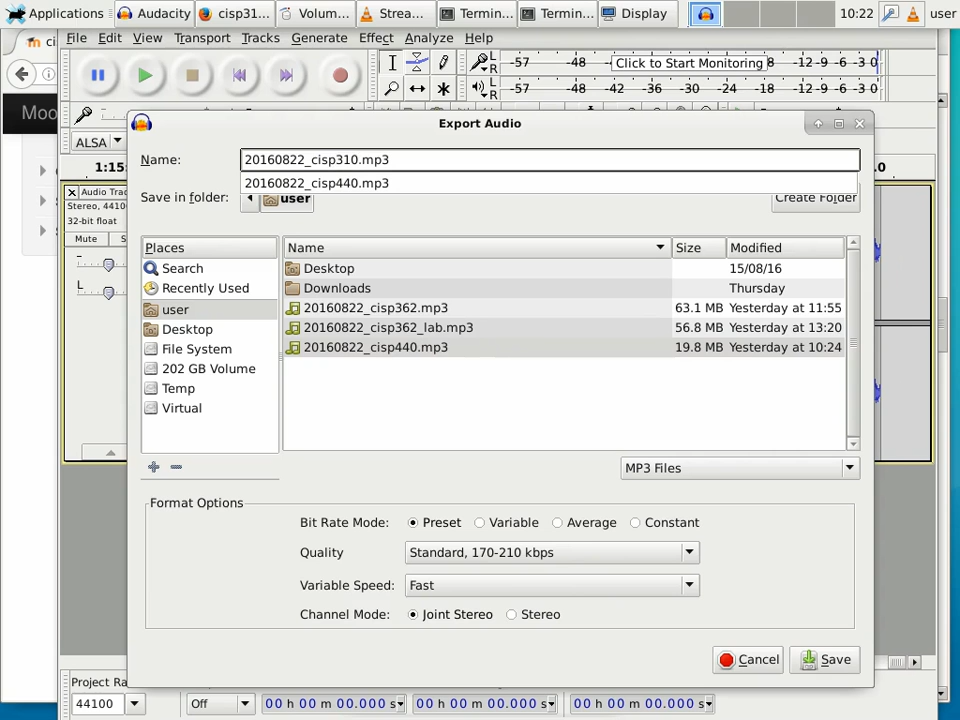 Applications Audacity cisp31... Volum... Strea... Termin... Termin... Display 10:22 user
File Edit View Transport Tracks Generate Effect Analyze Help
ci
-57 -48 Click to Start Monitoring 8 -12 -9 -6 -3 0
L
R
-57 -48 -42 -36 -30 -24 -18 -12 -9 -6 -3 0
L
R
Moo
Export Audio
ALSA
Name: 20160822_cisp310.mp3
20160822_cisp440.mp3
1:15
Save in folder: user Create Folder
Audio Trac
Stereo, 44100
32-bit float
Mute S
- 
L
Places
Search
Recently Used
user
Desktop
File System
202 GB Volume
Temp
Virtual
Name Size Modified
Desktop 15/08/16
Downloads Thursday
20160822_cisp362.mp3 63.1 MB Yesterday at 11:55
20160822_cisp362_lab.mp3 56.8 MB Yesterday at 13:20
20160822_cisp440.mp3 19.8 MB Yesterday at 10:24
MP3 Files
Format Options
Bit Rate Mode: Preset Variable Average Constant
Quality Standard, 170-210 kbps
Variable Speed: Fast
Channel Mode: Joint Stereo Stereo
Cancel Save
Project Ra
44100 Off 00 h 00 m 00.000 s 00 h 00 m 00.000 s 00 h 00 m 00.000 s